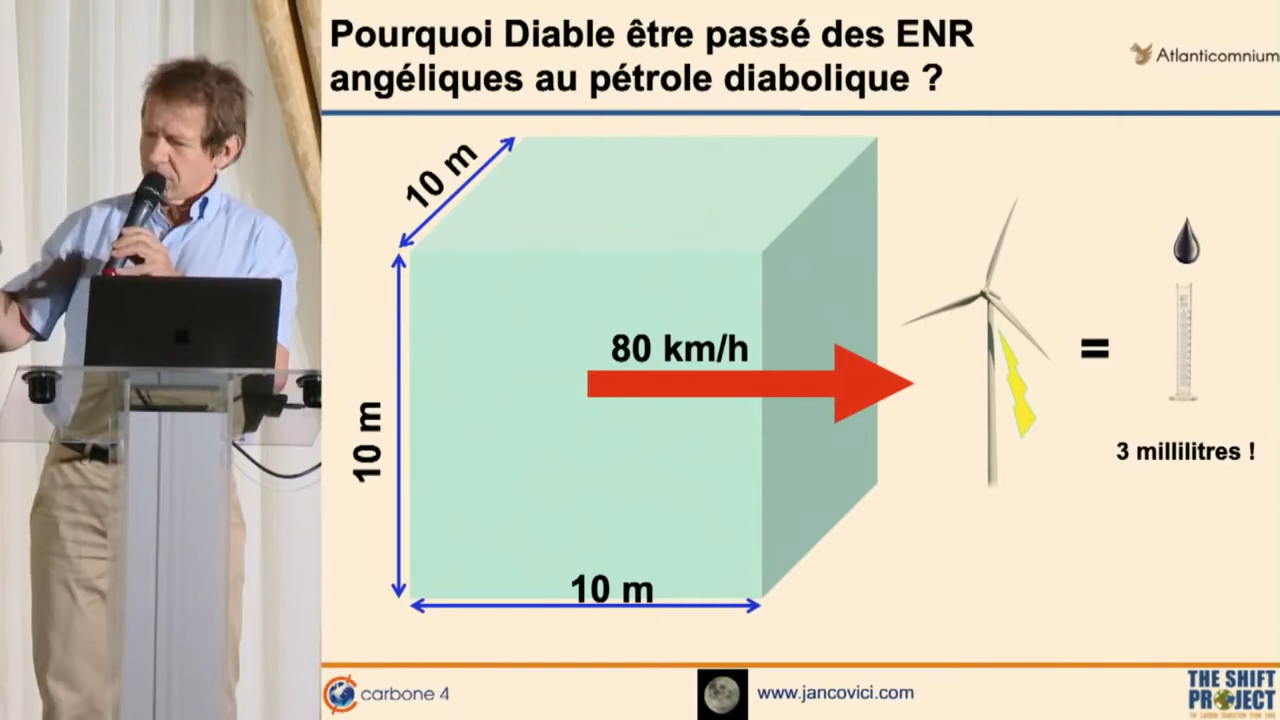 Pourquoi Diable être passé des ENR
angéliques au pétrole diabolique ?
Atlanticomnium
10 m
80 km/h
10 m
=
3 millilitres !
10 m
carbone 4
www.jancovici.com
THE SHIFT
PROJECT